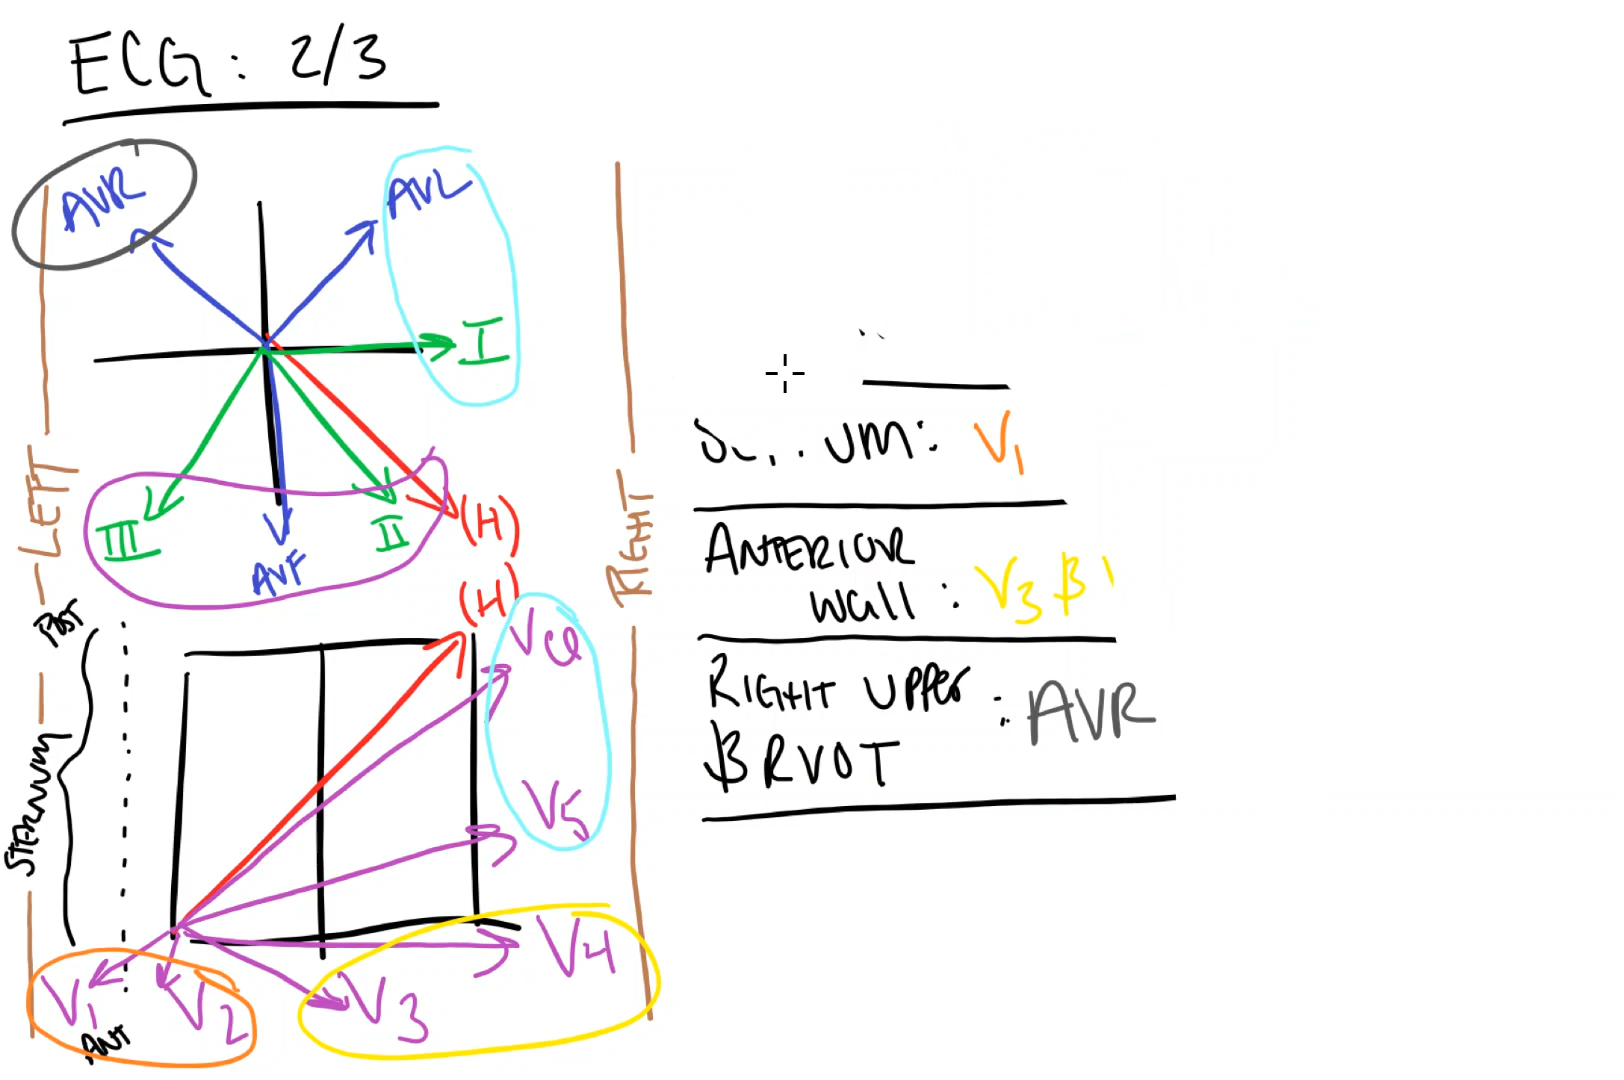 ECG: 2/3
AVR
AVL
I
III
AVF
II
(H)
LEFT
RIGHT
(H)
POST
V6
STERNUM
V5
V4
V1
V2
V3
ANT
V1
ANTERIOR
Wall: V3 &
RIGHT UPPER
& RVOT : AVR